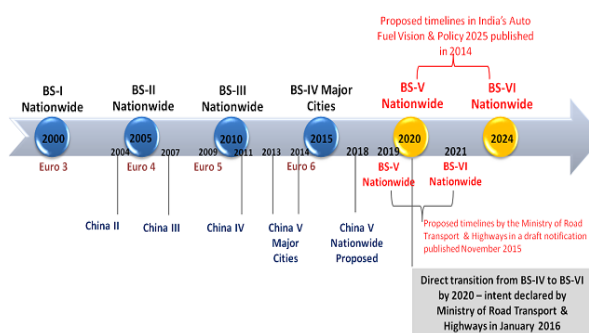 Proposed timelines in India's Auto
Fuel Vision & Policy 2025 published
in 2014
BS-I
Nationwide
BS-II
Nationwide
BS-III
Nationwide
BS-IV Major
Cities
BS-V
Nationwide
BS-VI
Nationwide
2000
2005
2010
2015
2020
2024
2004
2007
2009
2011
2013
2014
2018
2019
2021
Euro 3
Euro 4
Euro 5
Euro 6
BS-V
Nationwide
BS-VI
Nationwide
China II
China III
China IV
China V
Major
Cities
China V
Nationwide
Proposed
Proposed timelines by the Ministry of Road
Transport & Highways in a draft notification
published November 2015
Direct transition from BS-IV to BS-VI
by 2020 – intent declared by
Ministry of Road Transport &
Highways in January 2016